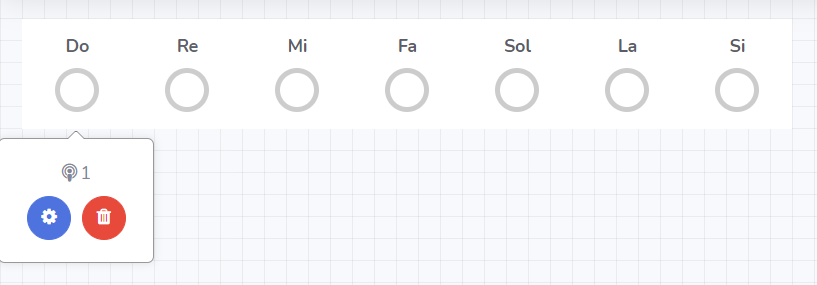 Do Re Mi Fa Sol La Si
1